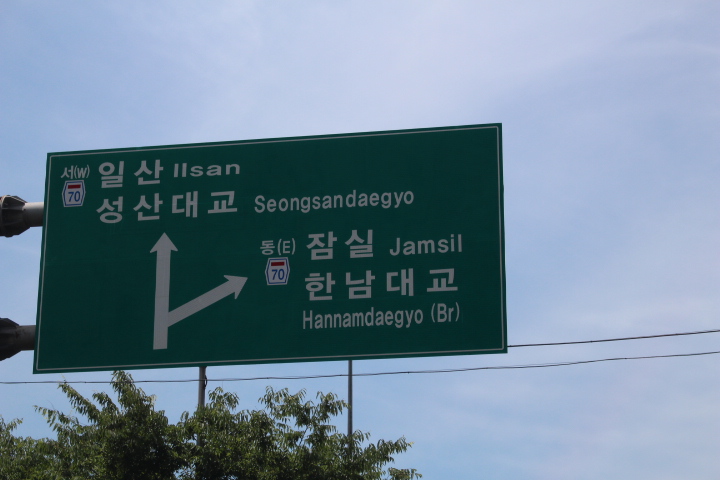 서(W) 일산 Ilsan
70
성산대교 Seongsandaegyo
동(E) 잠실 Jamsil
70
한남대교
Hannamdaegyo (Br)